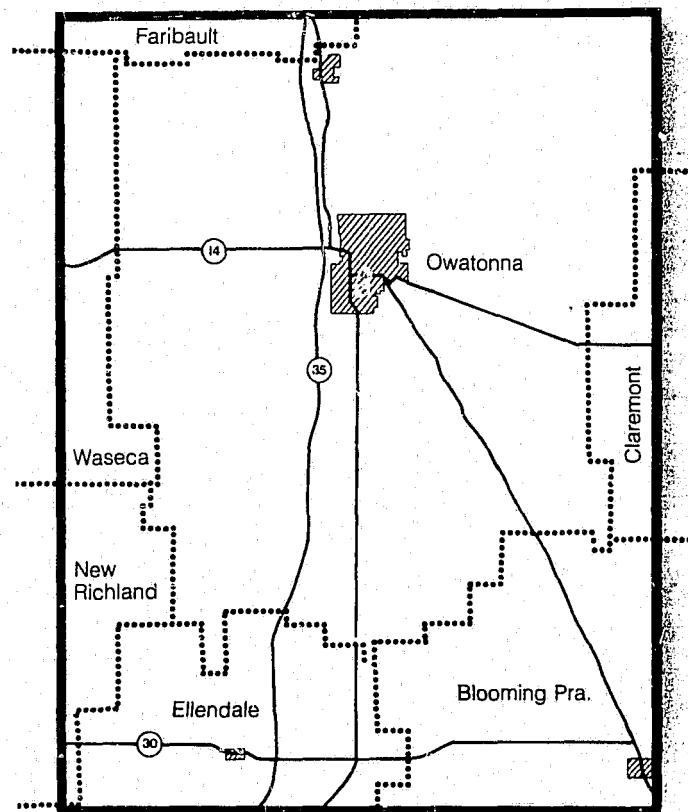 Faribault
14
Owatonna
35
Claremont
Waseca
New
Richland
Ellendale
Blooming Pra.
30